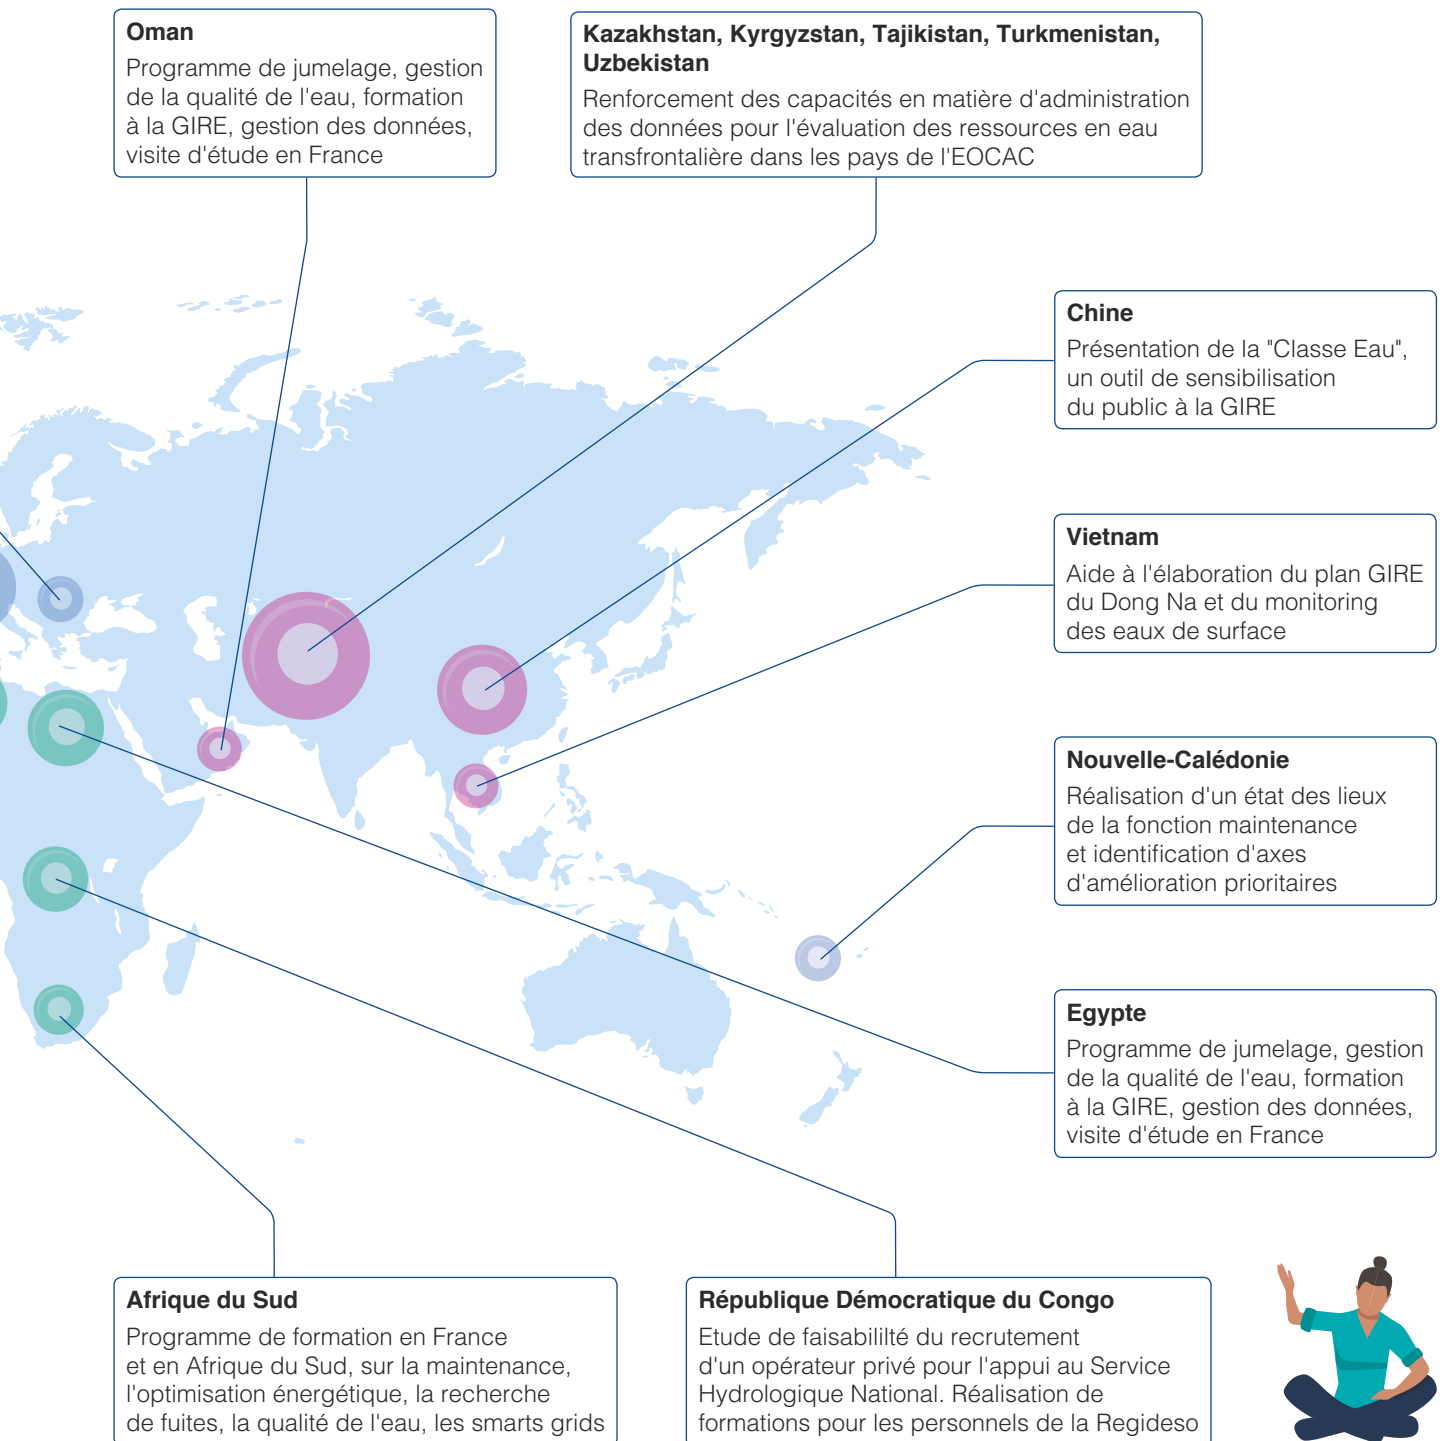 Oman
Programme de jumelage, gestion
de la qualité de l'eau, formation
à la GIRE, gestion des données,
visite d'étude en France
Kazakhstan, Kyrgyzstan, Tajikistan, Turkmenistan,
Uzbekistan
Renforcement des capacités en matière d'administration
des données pour l'évaluation des ressources en eau
transfrontalière dans les pays de l'EOCAC
Chine
Présentation de la "Classe Eau",
un outil de sensibilisation
du public à la GIRE
Vietnam
Aide à l'élaboration du plan GIRE
du Dong Na et du monitoring
des eaux de surface
Nouvelle-Calédonie
Réalisation d'un état des lieux
de la fonction maintenance
et identification d'axes
d'amélioration prioritaires
Egypte
Programme de jumelage, gestion
de la qualité de l'eau, formation
à la GIRE, gestion des données,
visite d'étude en France
Afrique du Sud
Programme de formation en France
et en Afrique du Sud, sur la maintenance,
l'optimisation énergétique, la recherche
de fuites, la qualité de l'eau, les smarts grids
République Démocratique du Congo
Etude de faisabililté du recrutement
d'un opérateur privé pour l'appui au Service
Hydrologique National. Réalisation de
formations pour les personnels de la Regideso